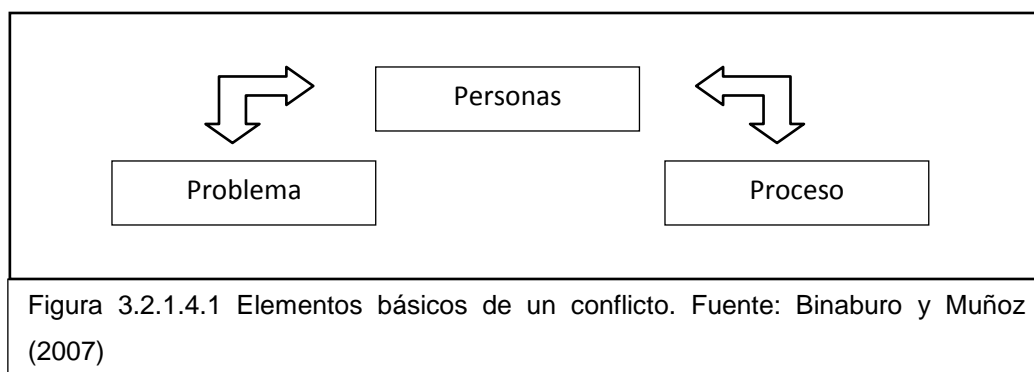 Personas
Problema
Proceso
Figura 3.2.1.4.1 Elementos básicos de un conflicto. Fuente: Binaburo y Muñoz
(2007)